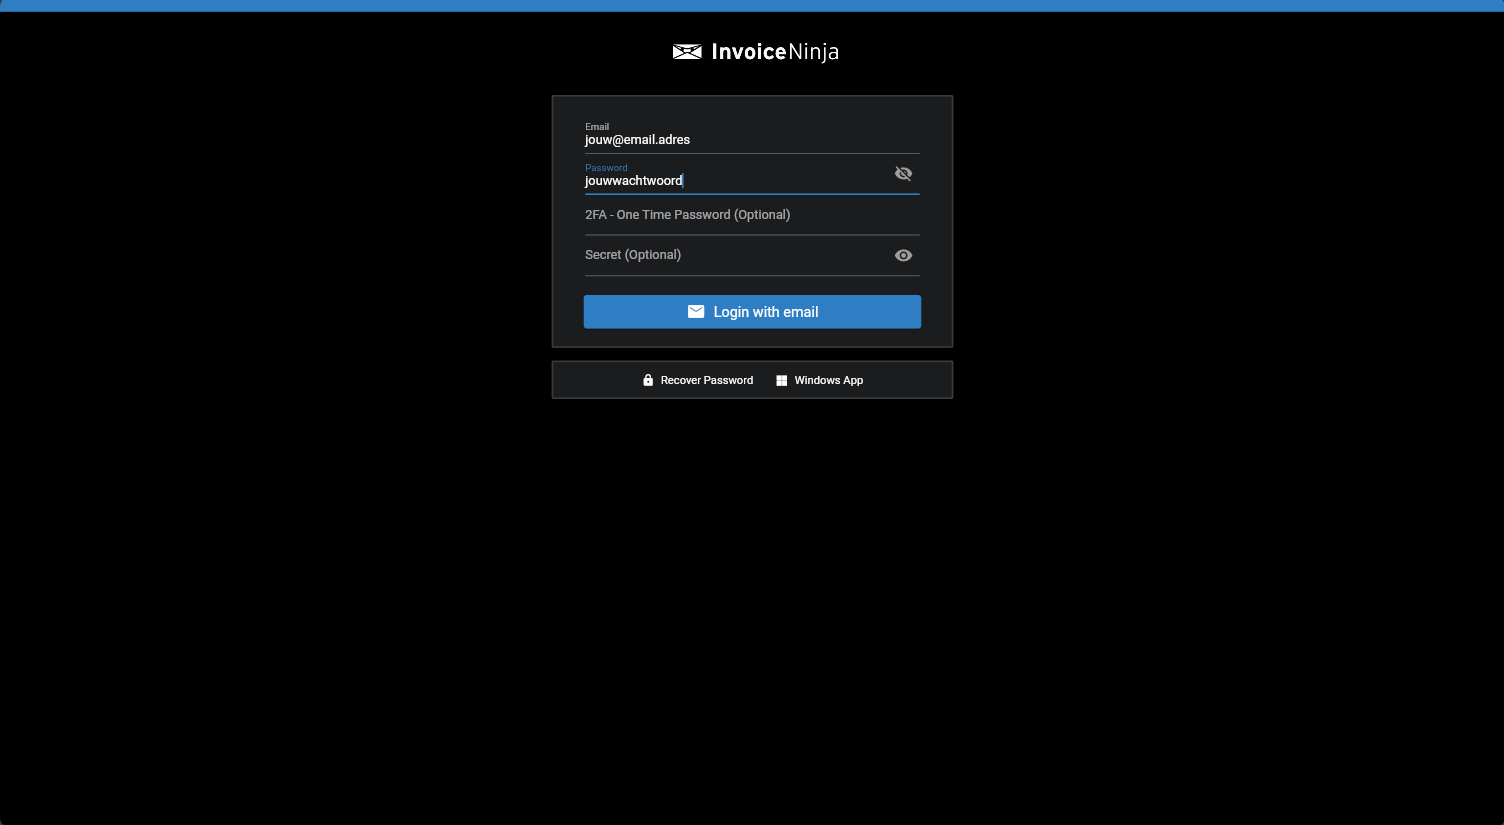 InvoiceNinja
Email
jouw@email.adres
Password
jouwwachtwoord
2FA - One Time Password (Optional)
Secret (Optional)
Login with email
Recover Password Windows App